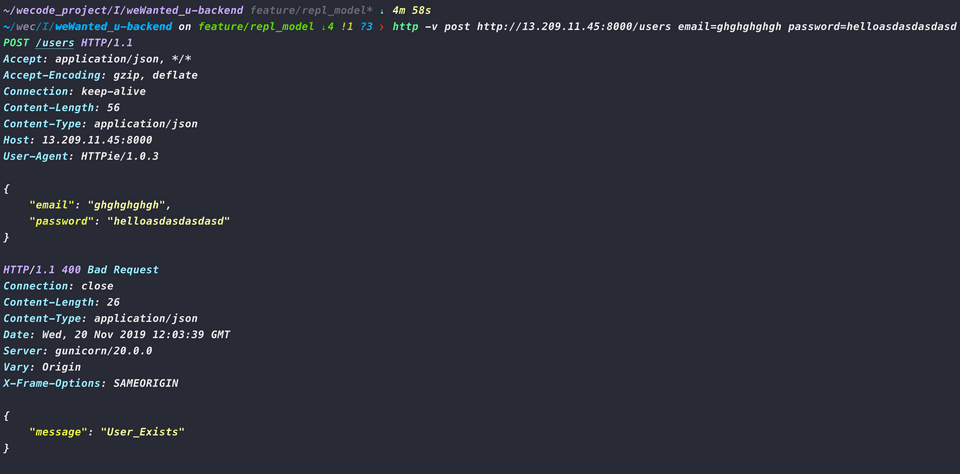 ~/wecode_project/I/weWanted_u-backend feature/repl_model* ↓ 4m 58s
~/wec/I/weWanted_u-backend on feature/repl_model ↓4 !1 ?3 > http -v post http://13.209.11.45:8000/users email=ghghghghgh password=helloasdasdasdasd
POST /users HTTP/1.1
Accept: application/json, */*
Accept-Encoding: gzip, deflate
Connection: keep-alive
Content-Length: 56
Content-Type: application/json
Host: 13.209.11.45:8000
User-Agent: HTTPie/1.0.3
{
    "email": "ghghghghgh",
    "password": "helloasdasdasdasd"
}
HTTP/1.1 400 Bad Request
Connection: close
Content-Length: 26
Content-Type: application/json
Date: Wed, 20 Nov 2019 12:03:39 GMT
Server: gunicorn/20.0.0
Vary: Origin
X-Frame-Options: SAMEORIGIN
{
    "message": "User_Exists"
}